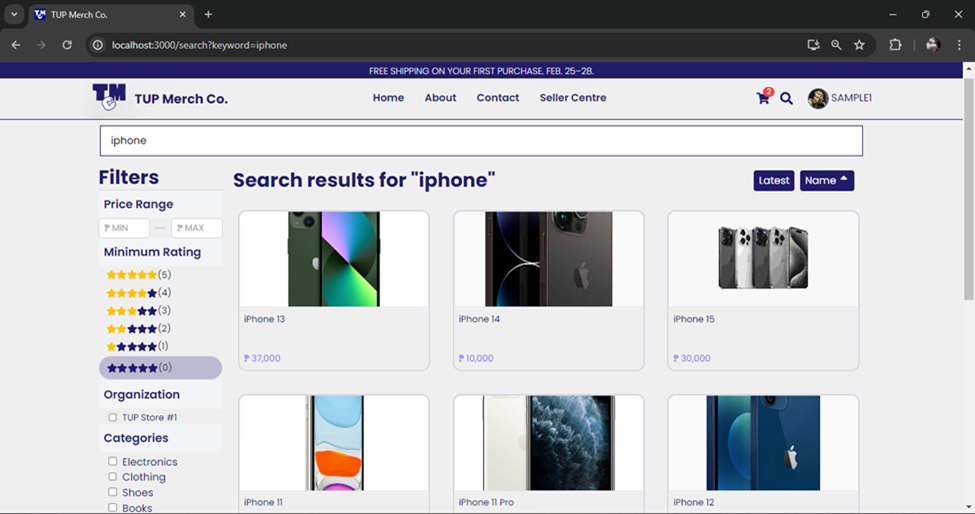 TUP Merch Co.
localhost:3000/search?keyword=iphone
FREE SHIPPING ON YOUR FIRST PURCHASE. FEB. 25–28.
TM TUP Merch Co. Home About Contact Seller Centre 2 SAMPLE1
iphone
Filters
Price Range
₱ MIN — ₱ MAX
Minimum Rating
(5)
(4)
(3)
(2)
(1)
(0)
Organization
TUP Store #1
Categories
Electronics
Clothing
Shoes
Books
Search results for "iphone"
Latest Name
iPhone 13
₱ 37,000
iPhone 14
₱ 10,000
iPhone 15
₱ 30,000
iPhone 11
iPhone 11 Pro
iPhone 12